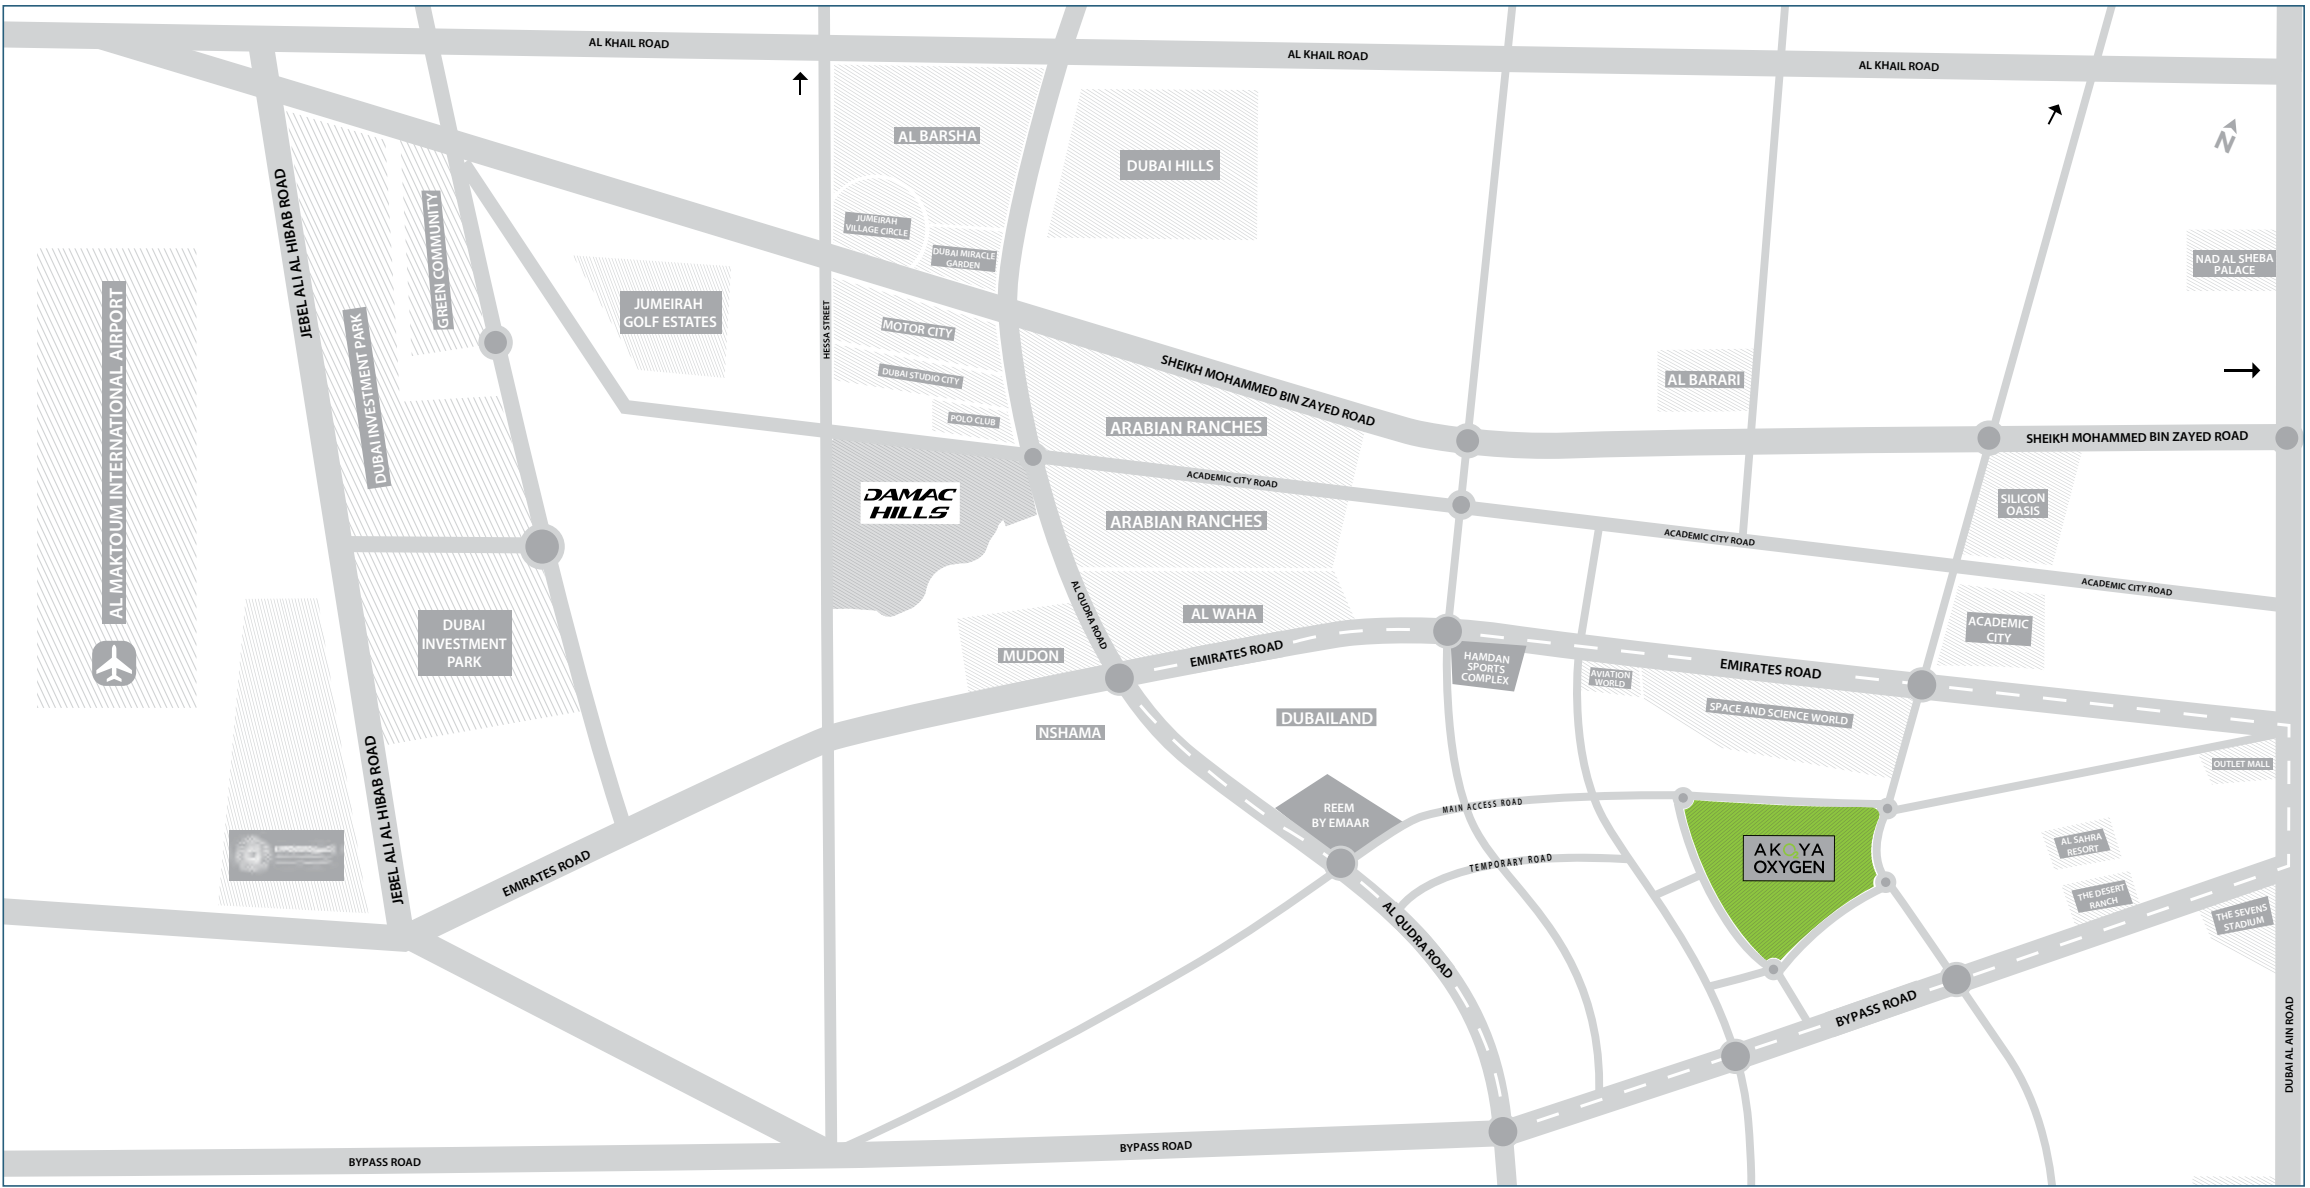 AL KHAIL ROAD
AL KHAIL ROAD
AL KHAIL ROAD
AL BARSHA
DUBAI HILLS
N
JEBEL ALI AL HIBAB ROAD
GREEN COMMUNITY
JUMEIRAH
VILLAGE CIRCLE
DUBAI MIRACLE
GARDEN
NAD AL SHEBA
PALACE
AL MAKTOUM INTERNATIONAL AIRPORT
DUBAI INVESTMENT PARK
JUMEIRAH
GOLF ESTATES
HESSA STREET
MOTOR CITY
DUBAI STUDIO CITY
POLO CLUB
SHEIKH MOHAMMED BIN ZAYED ROAD
AL BARARI
ARABIAN RANCHES
SHEIKH MOHAMMED BIN ZAYED ROAD
ACADEMIC CITY ROAD
DAMAC
HILLS
ARABIAN RANCHES
SILICON
OASIS
ACADEMIC CITY ROAD
ACADEMIC CITY ROAD
AL QUDRA ROAD
AL WAHA
DUBAI
INVESTMENT
PARK
MUDON
EMIRATES ROAD
HAMDAN
SPORTS
COMPLEX
AVIATION
WORLD
EMIRATES ROAD
ACADEMIC
CITY
SPACE AND SCIENCE WORLD
NSHAMA
DUBAILAND
OUTLET MALL
JEBEL ALI AL HIBAB ROAD
REEM
BY EMAAR
MAIN ACCESS ROAD
TEMPORARY ROAD
AKOYA
OXYGEN
AL SAHRA
RESORT
THE DESERT
RANCH
THE SEVENS
STADIUM
EMIRATES ROAD
AL QUDRA ROAD
BYPASS ROAD
DUBAI AL AIN ROAD
BYPASS ROAD
BYPASS ROAD